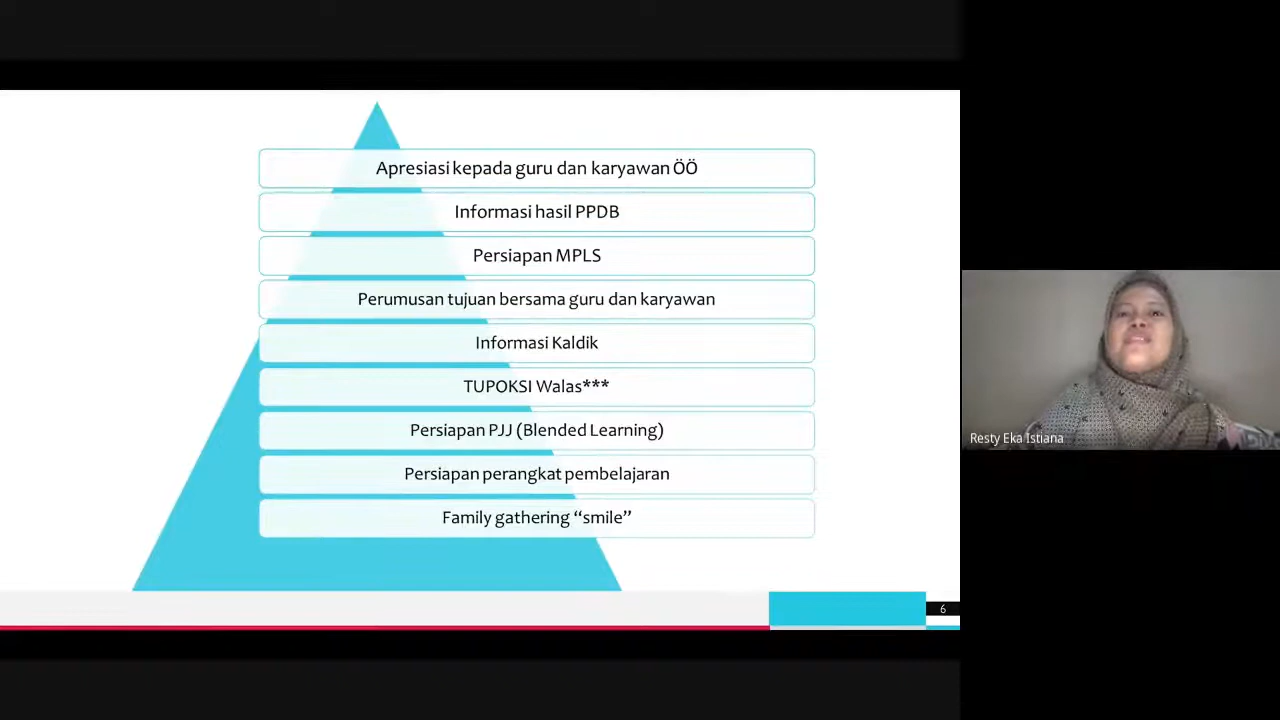 Apresiasi kepada guru dan karyawan ÖÖ
Informasi hasil PPDB
Persiapan MPLS
Perumusan tujuan bersama guru dan karyawan
Informasi Kaldik
TUPOKSI Walas***
Persiapan PJJ (Blended Learning)
Persiapan perangkat pembelajaran
Family gathering “smile”
6
Resty Eka Istiana